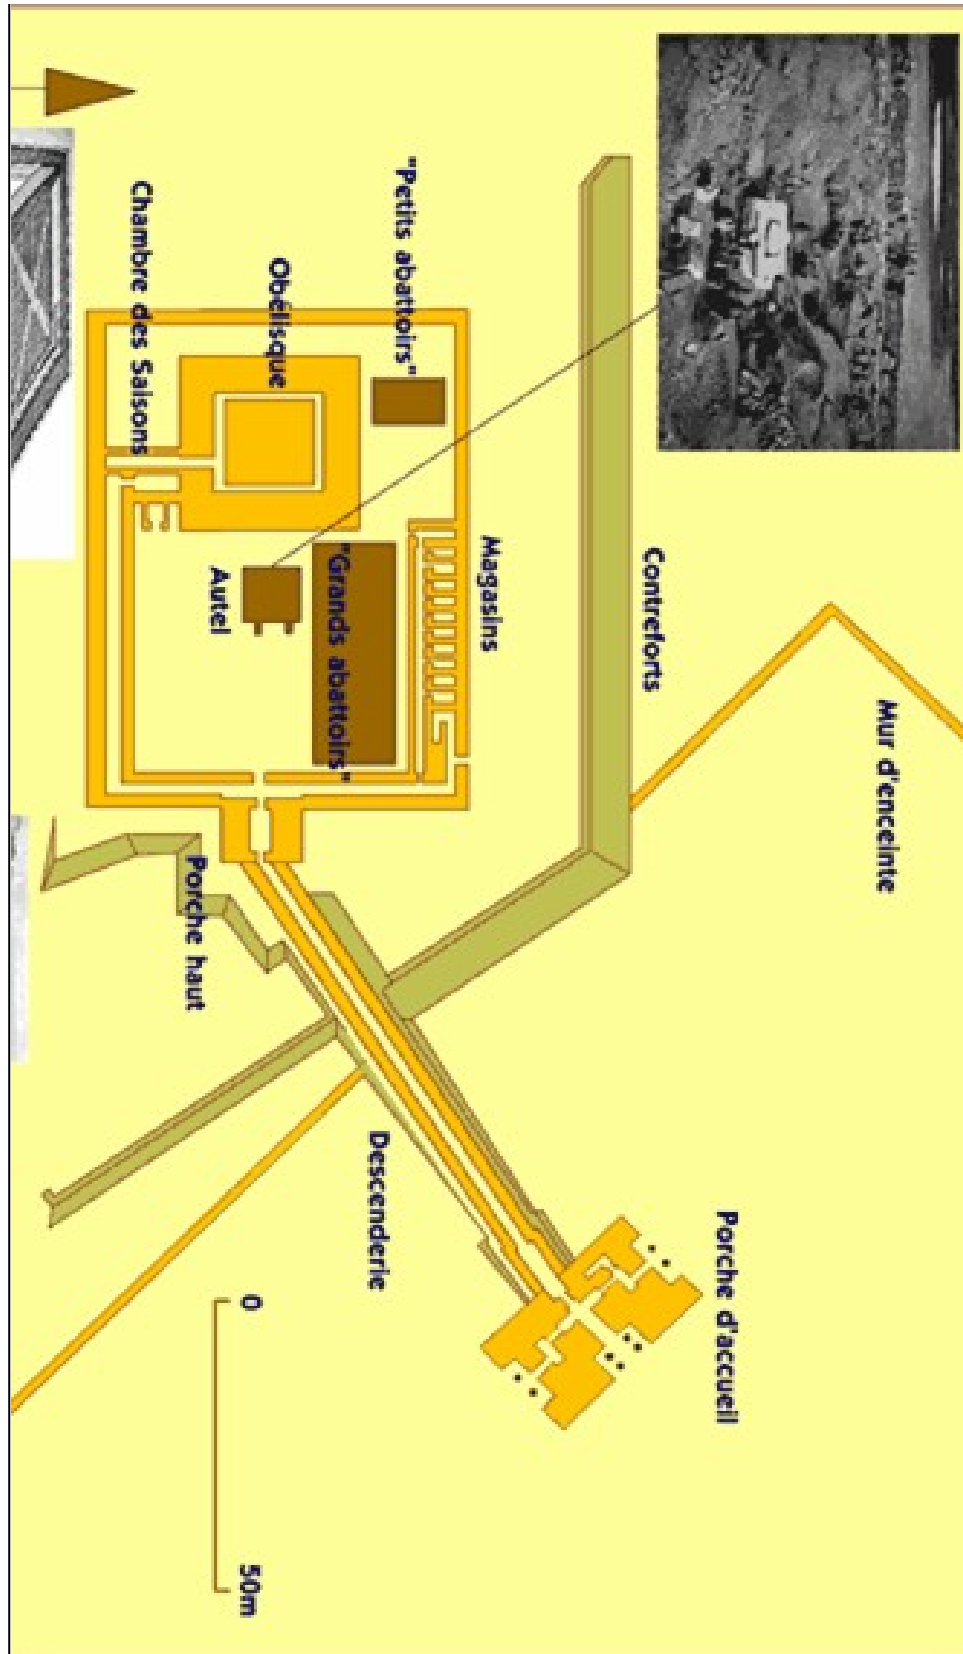 Mur d'enceinte
Contreforts
Porche d'accueil
"Petits abattoirs"
Magasins
Obélisque
"Grands abattoirs"
Descenderie
Autel
0
50m
Chambre des Saisons
Porche haut